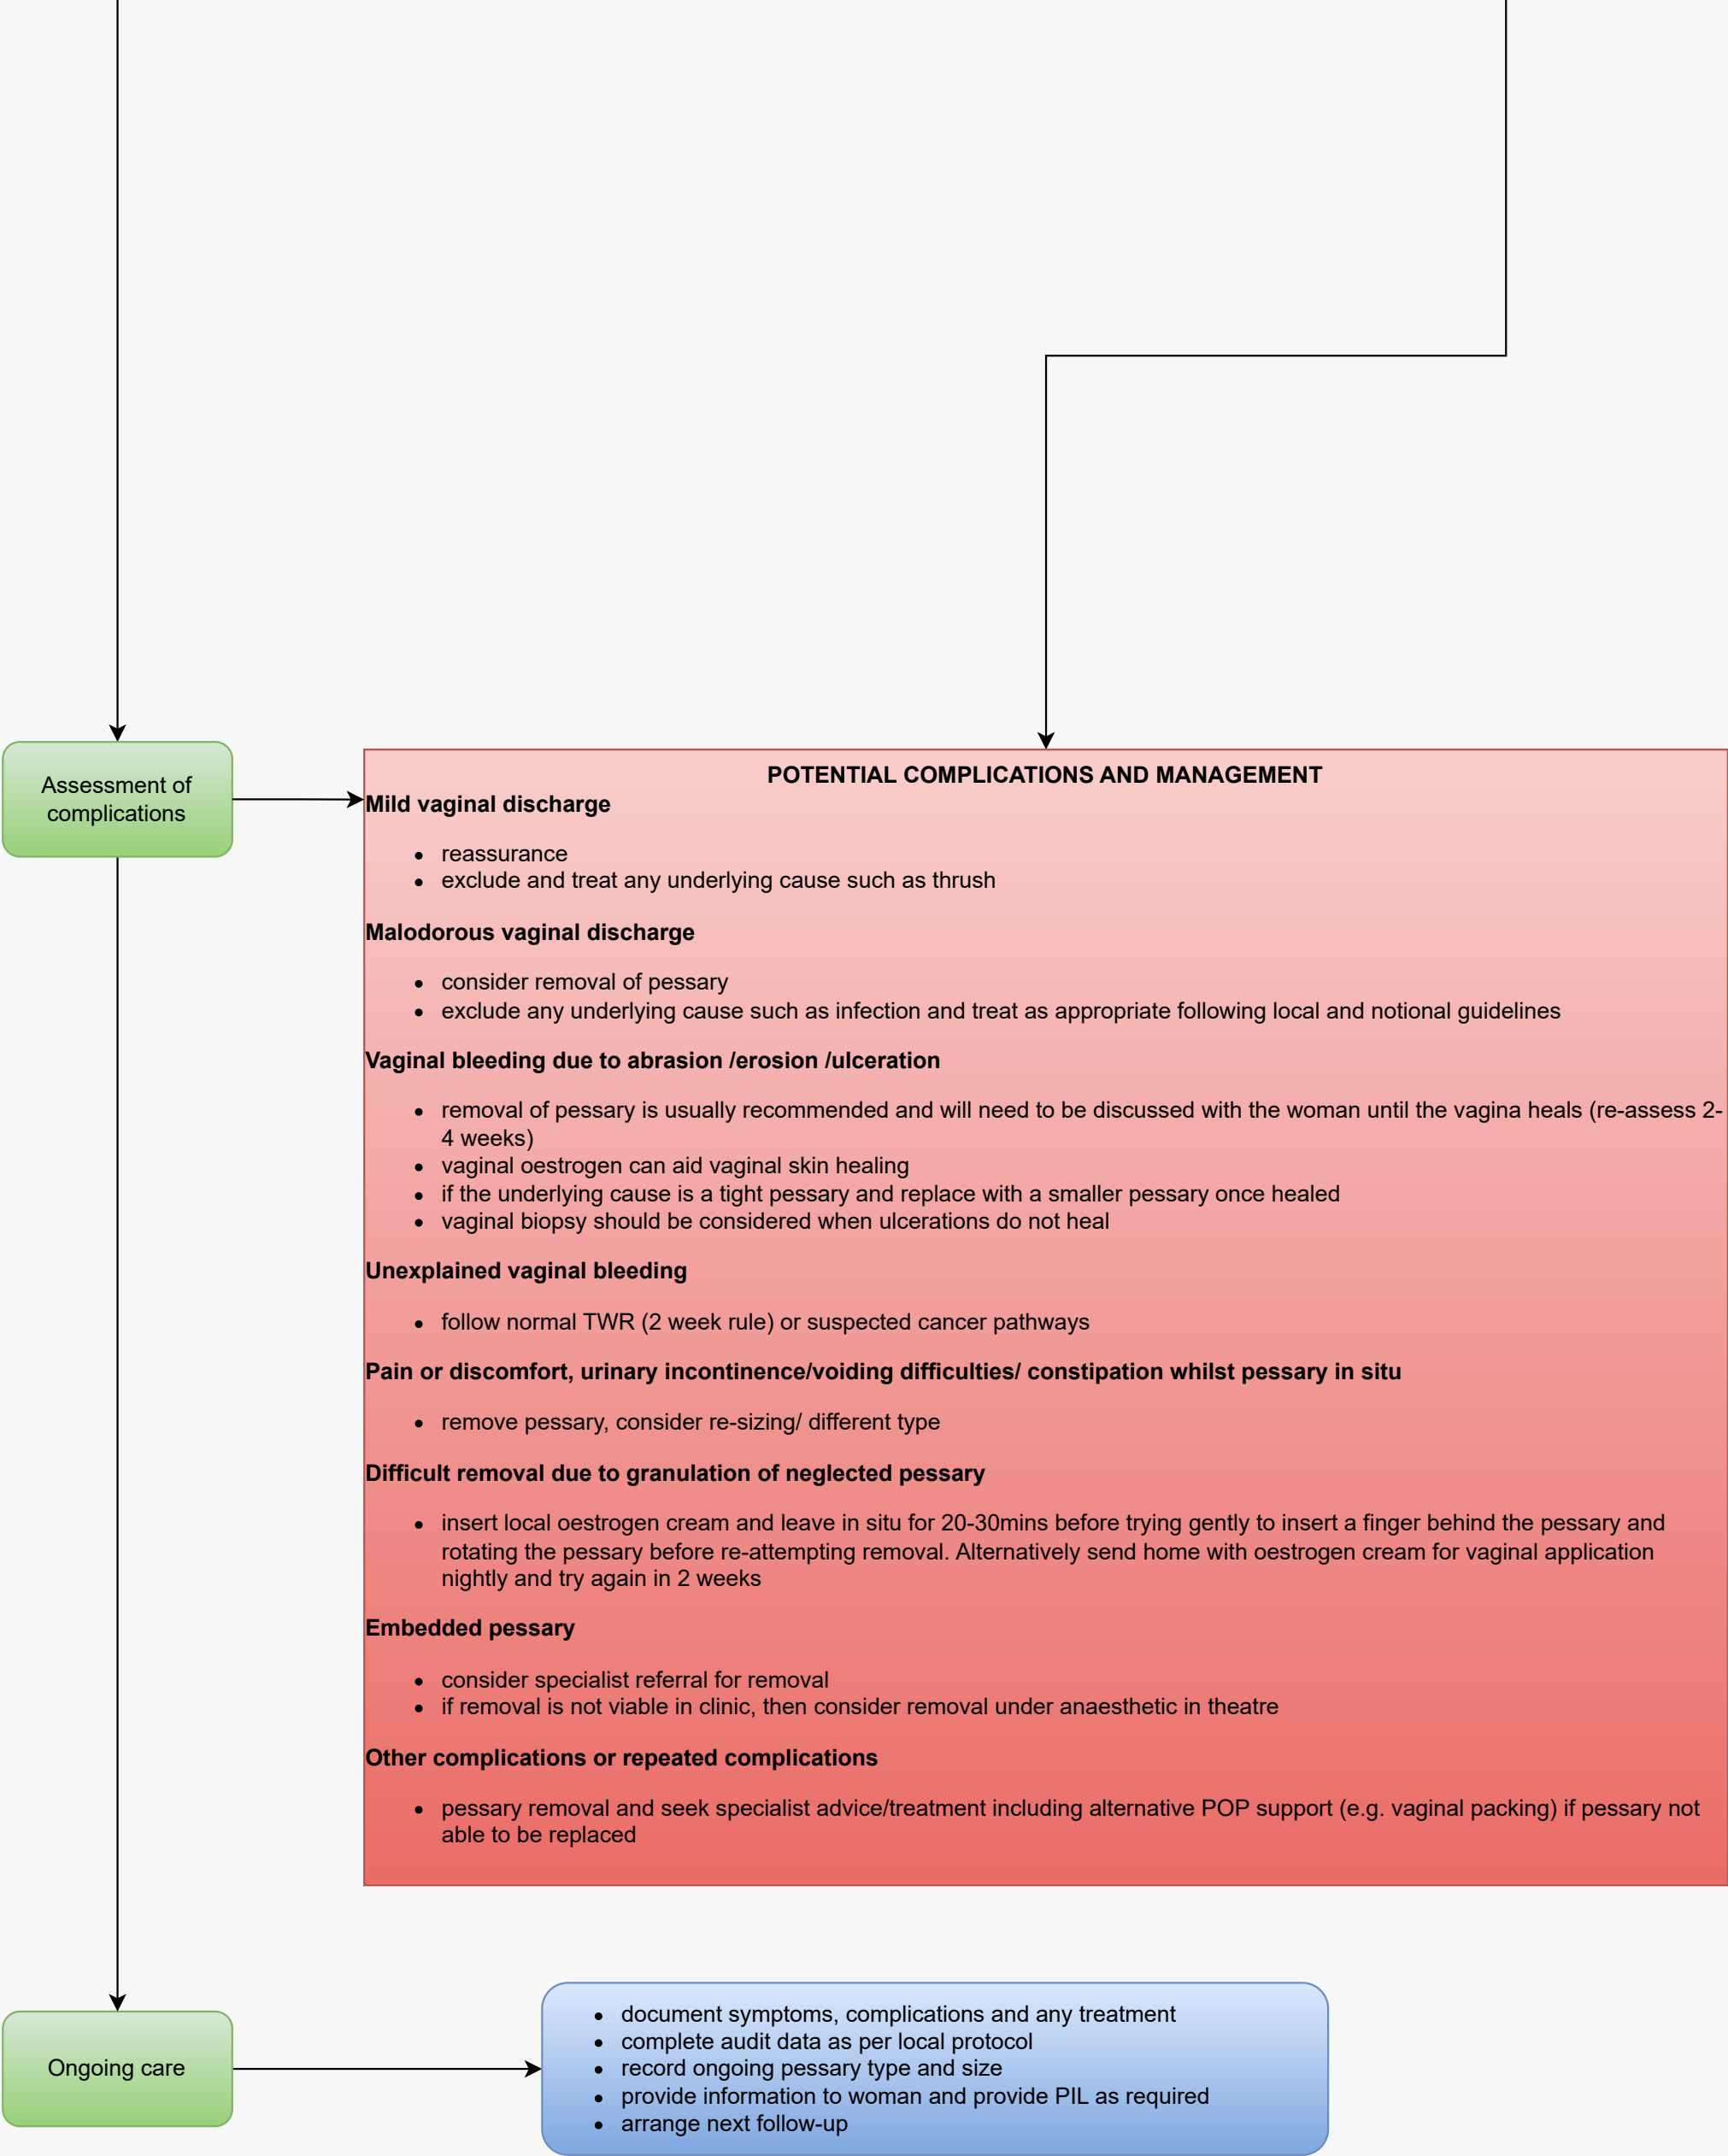 Assessment of
complications
POTENTIAL COMPLICATIONS AND MANAGEMENT
Mild vaginal discharge
• reassurance
• exclude and treat any underlying cause such as thrush
Malodorous vaginal discharge
• consider removal of pessary
• exclude any underlying cause such as infection and treat as appropriate following local and notional guidelines
Vaginal bleeding due to abrasion /erosion /ulceration
• removal of pessary is usually recommended and will need to be discussed with the woman until the vagina heals (re-assess 2-
4 weeks)
• vaginal oestrogen can aid vaginal skin healing
• if the underlying cause is a tight pessary and replace with a smaller pessary once healed
• vaginal biopsy should be considered when ulcerations do not heal
Unexplained vaginal bleeding
• follow normal TWR (2 week rule) or suspected cancer pathways
Pain or discomfort, urinary incontinence/voiding difficulties/ constipation whilst pessary in situ
• remove pessary, consider re-sizing/ different type
Difficult removal due to granulation of neglected pessary
• insert local oestrogen cream and leave in situ for 20-30mins before trying gently to insert a finger behind the pessary and
rotating the pessary before re-attempting removal. Alternatively send home with oestrogen cream for vaginal application
nightly and try again in 2 weeks
Embedded pessary
• consider specialist referral for removal
• if removal is not viable in clinic, then consider removal under anaesthetic in theatre
Other complications or repeated complications
• pessary removal and seek specialist advice/treatment including alternative POP support (e.g. vaginal packing) if pessary not
able to be replaced
Ongoing care
• document symptoms, complications and any treatment
• complete audit data as per local protocol
• record ongoing pessary type and size
• provide information to woman and provide PIL as required
• arrange next follow-up